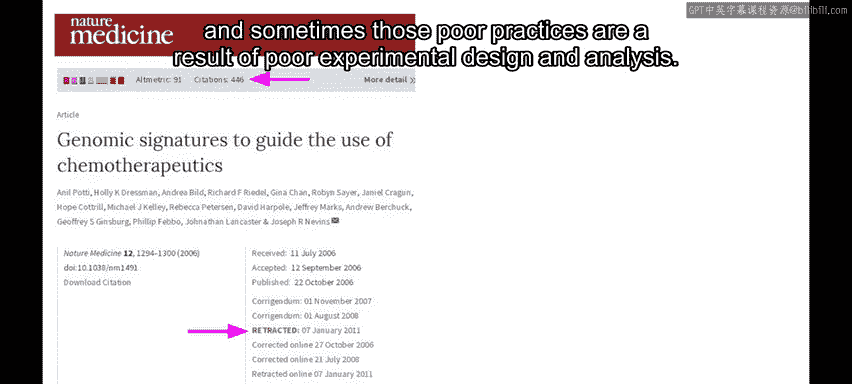 GPT中英字幕课程资源@bilibili.com
and sometimes those poor practices are a
result of poor experimental design and analysis.
nature
medicine
Altmetric: 91 Citations: 446 More detail »
Article
Genomic signatures to guide the use of
chemotherapeutics
Anil Potti, Holly K Dressman, Andrea Bild, Richard F Riedel, Gina Chan, Robyn Sayer, Janiel Cragun,
Hope Cottrill, Michael J Kelley, Rebecca Petersen, David Harpole, Jeffrey Marks, Andrew Berchuck,
Geoffrey S Ginsburg, Phillip Febbo, Johnathan Lancaster & Joseph R Nevins
Nature Medicine 12, 1294–1300 (2006)
doi:10.1038/nm1491
Download Citation
Received: 11 July 2006
Accepted: 12 September 2006
Published: 22 October 2006
Corrigendum: 01 November 2007
Corrigendum: 01 August 2008
RETRACTED: 07 January 2011
Corrected online 27 October 2006
Corrected online 21 July 2008
Retracted online 07 January 2011